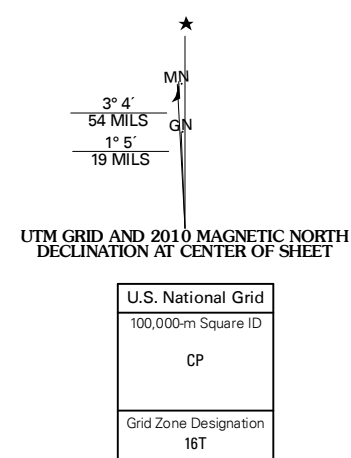 MN
3° 4´
54 MILS
GN
1° 5´
19 MILS
UTM GRID AND 2010 MAGNETIC NORTH
DECLINATION AT CENTER OF SHEET
U.S. National Grid
100,000-m Square ID
CP
Grid Zone Designation
16T